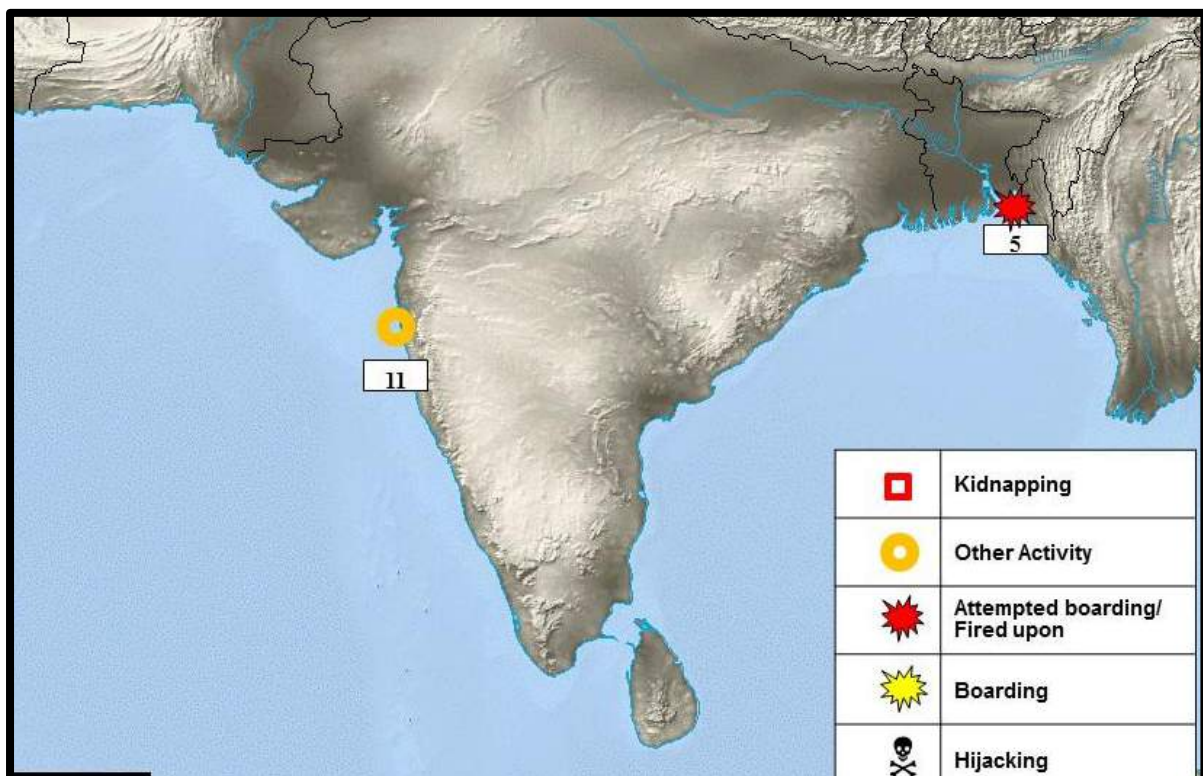 5
11
Kidnapping
Other Activity
Attempted boarding/
Fired upon
Boarding
Hijacking